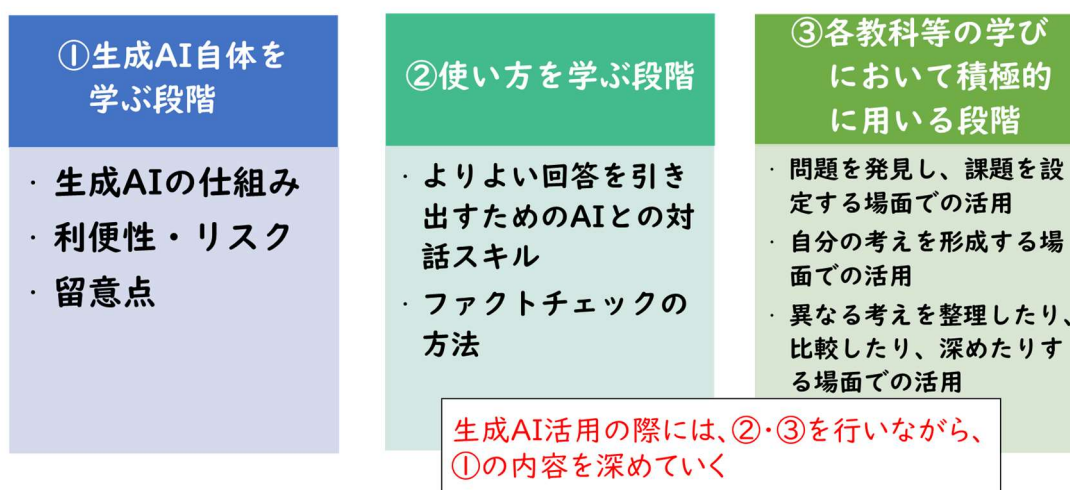 ①生成AI自体を
学ぶ段階
・生成AIの仕組み
・利便性・リスク
・留意点
②使い方を学ぶ段階
・よりよい回答を引き
出すためのAIとの対
話スキル
・ファクトチェックの
方法
③各教科等の学び
において積極的
に用いる段階
・問題を発見し、課題を設
定する場面での活用
・自分の考えを形成する場
面での活用
・異なる考えを整理したり、
比較したり、深めたりす
る場面での活用
生成AI活用の際には、②・③を行いながら、
①の内容を深めていく